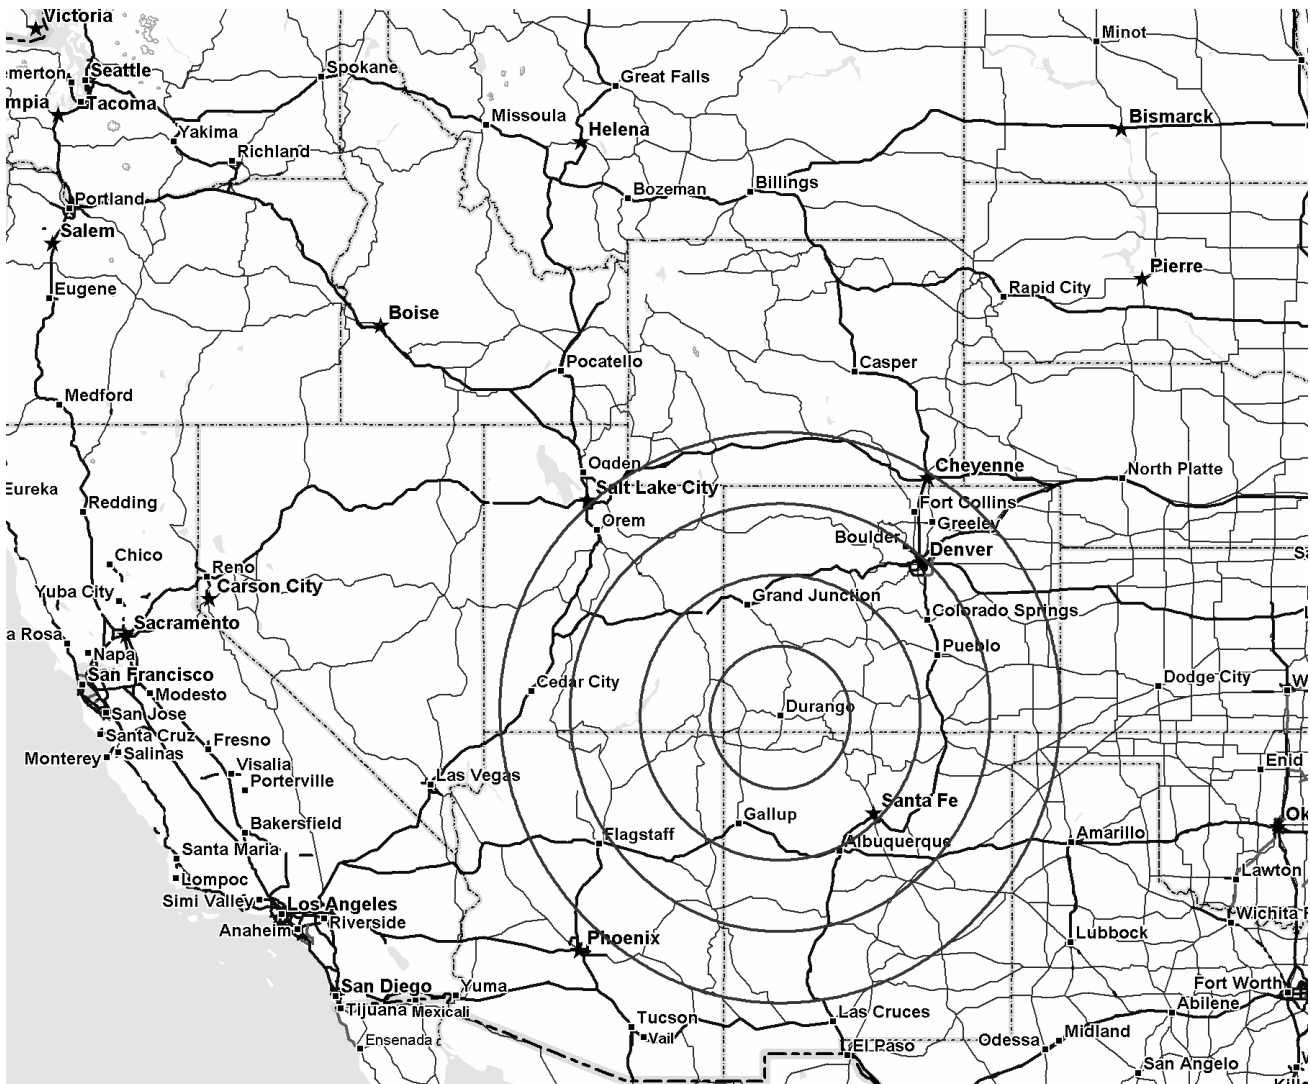 Victoria
Minot
Seattle
Spokane
emerton
Great Falls
mpia
Tacoma
Missoula
Bismarck
Helena
Yakima
Richland
Billings
Bozeman
Portland
Salem
Pierre
Eugene
Rapid City
Boise
Pocatello
Casper
Medford
Ogden
Cheyenne
North Platte
Eureka
Salt Lake City
Redding
Fort Collins
Orem
Greeley
Boulder
Denver
Chico
Sa
Reno
Carson City
Yuba City
Grand Junction
Colorado Springs
Sacramento
a Rosa
Pueblo
Napa
San Francisco
Dodge City
Cedar City
W
Modesto
Durango
San Jose
Santa Cruz
Fresno
Salinas
Monterey
Visalia
Enid
Las Vegas
Porterville
Santa Fe
Gallup
Ok
Bakersfield
Flagstaff
Amarillo
Albuquerque
Santa Maria
Lawton
Lompoc
Simi Valley
Los Angeles
Wichita F
Riverside
Anaheim
Lubbock
Phoenix
Fort Worth
San Diego
Yuma
Abilene
Tijuana
Mexicali
Las Cruces
Tucson
Midland
Vail
Ensenada
Odessa
El Paso
San Angelo
Kil